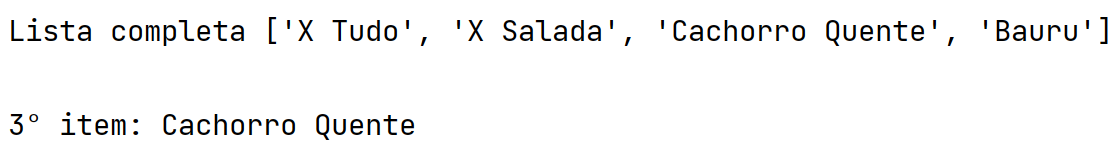 Lista completa ['X Tudo', 'X Salada', 'Cachorro Quente', 'Bauru']
3° item: Cachorro Quente